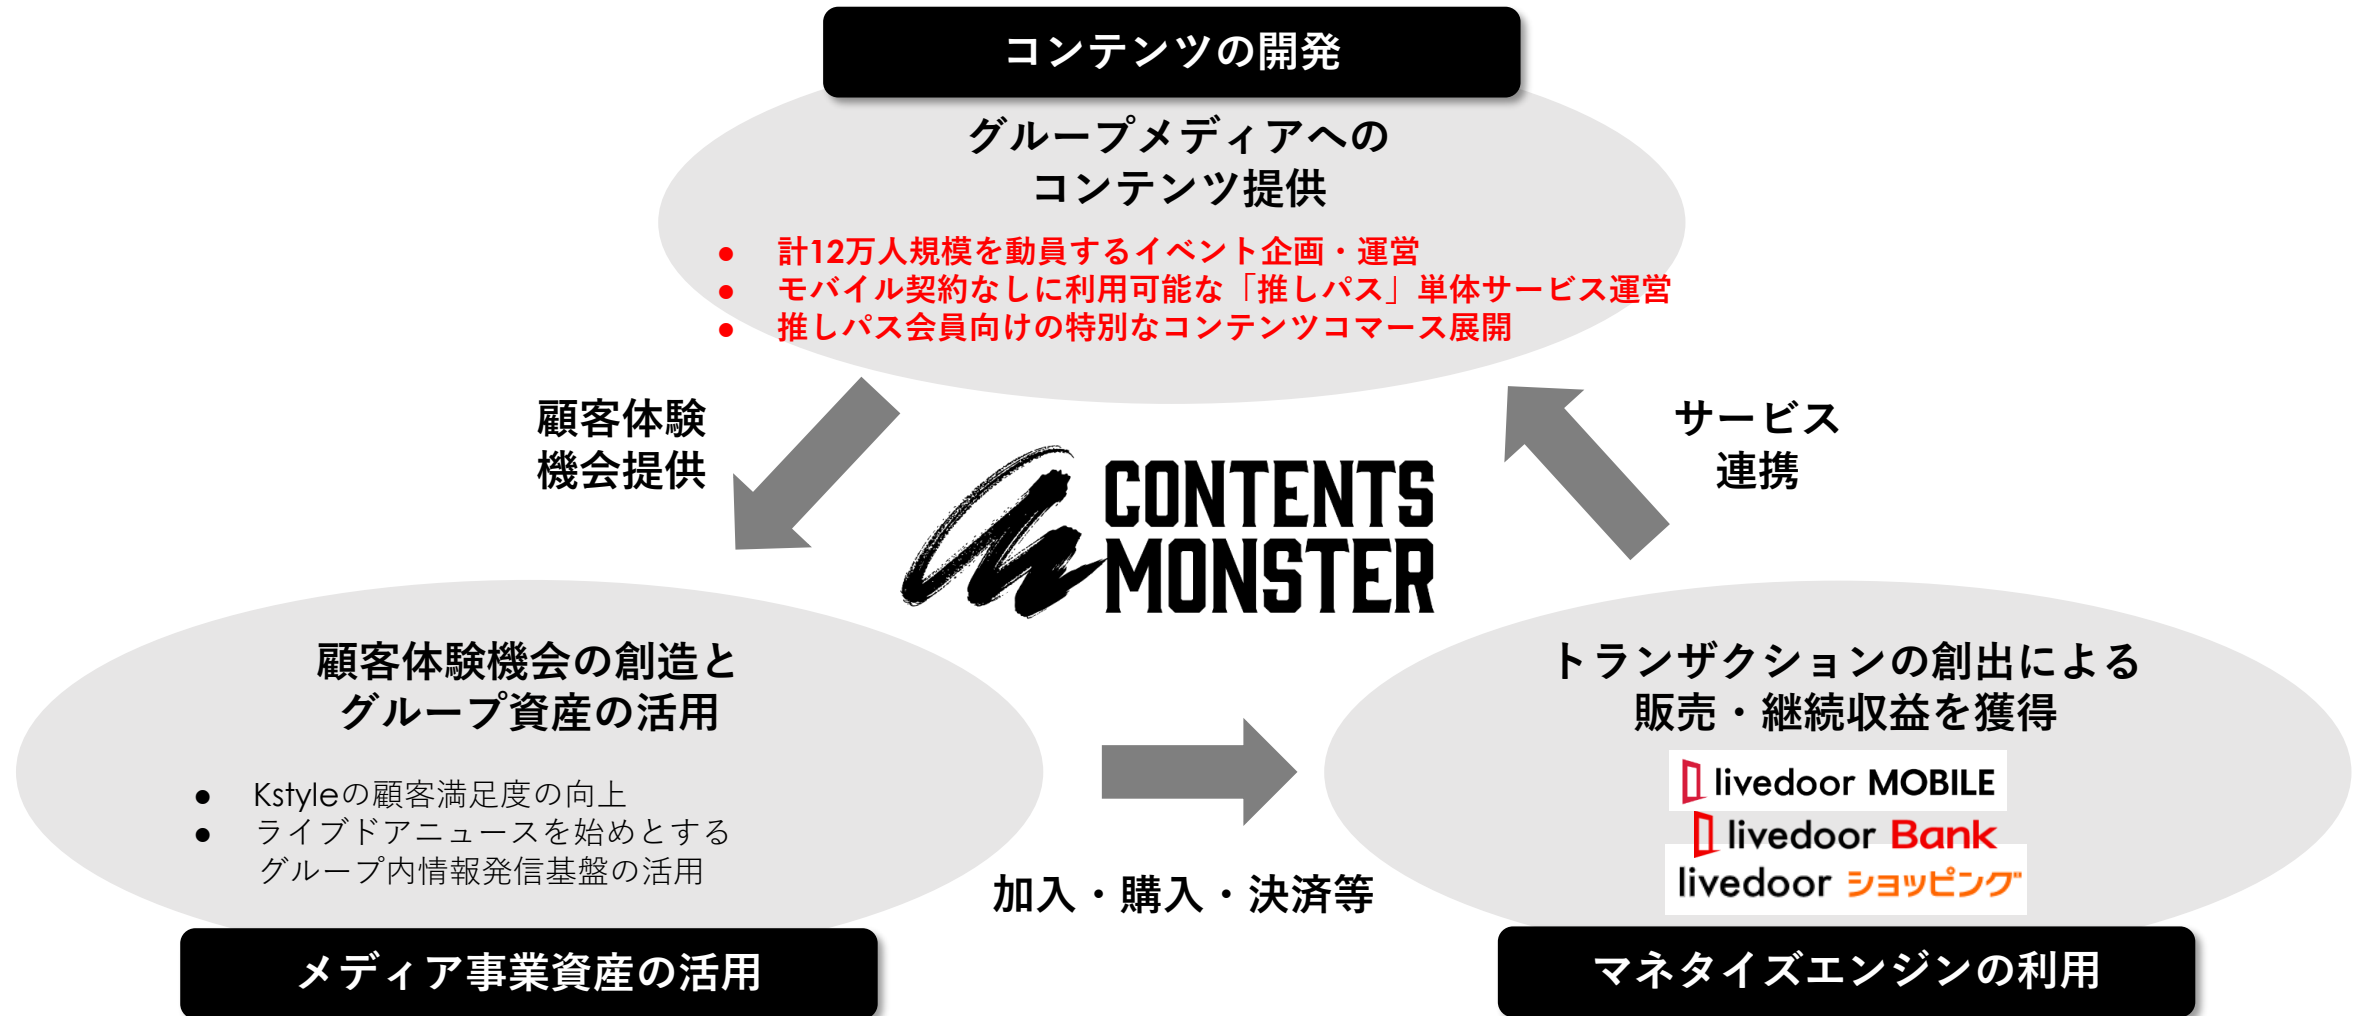 コンテンツの開発
グループメディアへの
コンテンツ提供
● 計12万人規模を動員するイベント企画・運営
● モバイル契約なしに利用可能な「推しパス」単体サービス運営
● 推しパス会員向けの特別なコンテンツコマース展開
顧客体験
機会提供
サービス
連携
CONTENTS
MONSTER
顧客体験機会の創造と
グループ資産の活用
● Kstyleの顧客満足度の向上
● ライブドアニュースを始めとする
グループ内情報発信基盤の活用
メディア事業資産の活用
加入・購入・決済等
トランザクションの創出による
販売・継続収益を獲得
livedoor MOBILE
livedoor Bank
livedoor ショッピング
マネタイズエンジンの利用